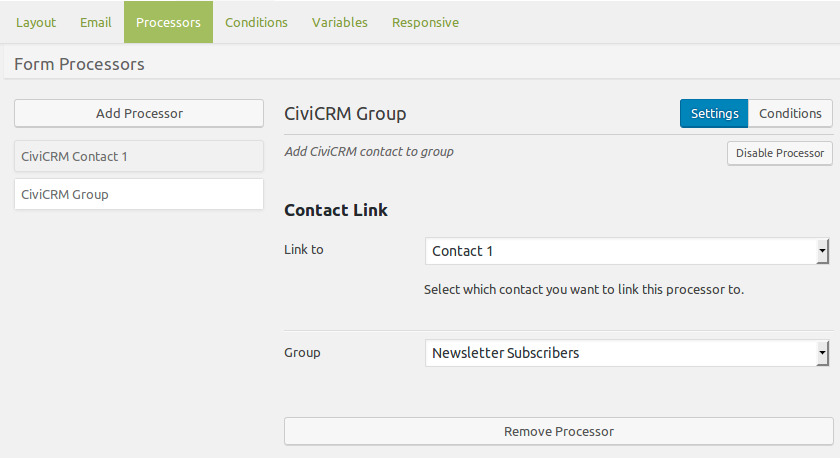 Layout Email Processors Conditions Variables Responsive
Form Processors
Add Processor
CiviCRM Contact 1
CiviCRM Group
CiviCRM Group
Settings Conditions
Add CiviCRM contact to group
Disable Processor
Contact Link
Link to Contact 1
Select which contact you want to link this processor to.
Group Newsletter Subscribers
Remove Processor